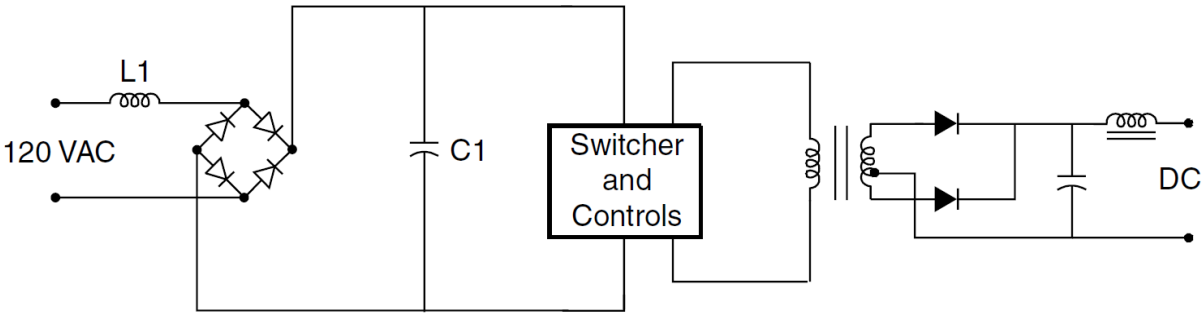 L1
120 VAC
C1
Switcher
and
Controls
DC